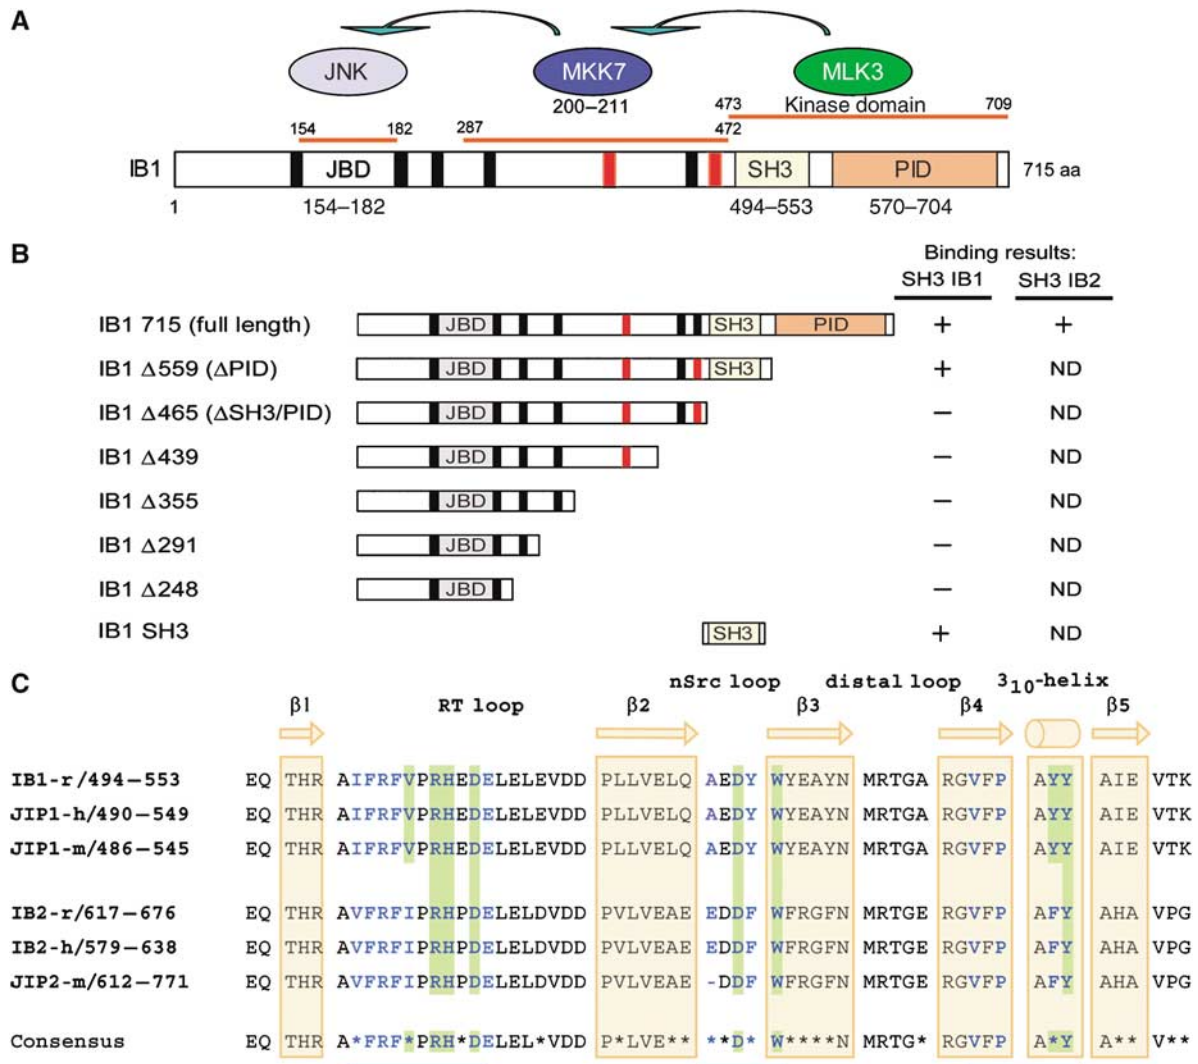 A
JNK
MKK7
MLK3
200–211
473 Kinase domain 709
154 182 287 472
IB1 JBD SH3 PID 715 aa
1 154–182 494–553 570–704
B
Binding results:
SH3 IB1 SH3 IB2
IB1 715 (full length) JBD SH3 PID + +
IB1 Δ559 (ΔPID) JBD SH3 + ND
IB1 Δ465 (ΔSH3/PID) JBD – ND
IB1 Δ439 JBD – ND
IB1 Δ355 JBD – ND
IB1 Δ291 JBD – ND
IB1 Δ248 JBD – ND
IB1 SH3 SH3 + ND
C
nSrc loop distal loop 3₁₀-helix
β1 RT loop β2 β3 β4 β5
IB1-r/494–553 EQ THR AIFRFVPRHEDELELEVDD PLLVELQ AEDY WYEAYN MRTGA RGVFP AYY AIE VTK
JIP1-h/490–549 EQ THR AIFRFVPRHEDELELEVDD PLLVELQ AEDY WYEAYN MRTGA RGVFP AYY AIE VTK
JIP1-m/486–545 EQ THR AIFRFVPRHEDELELEVDD PLLVELQ AEDY WYEAYN MRTGA RGVFP AYY AIE VTK
IB2-r/617–676 EQ THR AVFRFIPRHPDELELDVDD PVLVEAE EDDF WFRGFN MRTGE RGVFP AFY AHA VPG
IB2-h/579–638 EQ THR AVFRFIPRHPDELELDVDD PVLVEAE EDDF WFRGFN MRTGE RGVFP AFY AHA VPG
JIP2-m/612–771 EQ THR AVFRFIPRHPDELELDVDD PVLVEAE -DDF WFRGFN MRTGE RGVFP AFY AHA VPG
Consensus EQ THR A*FRF*PRH*DELEL*VDD P*LVE** **D* W****N MRTG* RGVFP A*Y A** V**